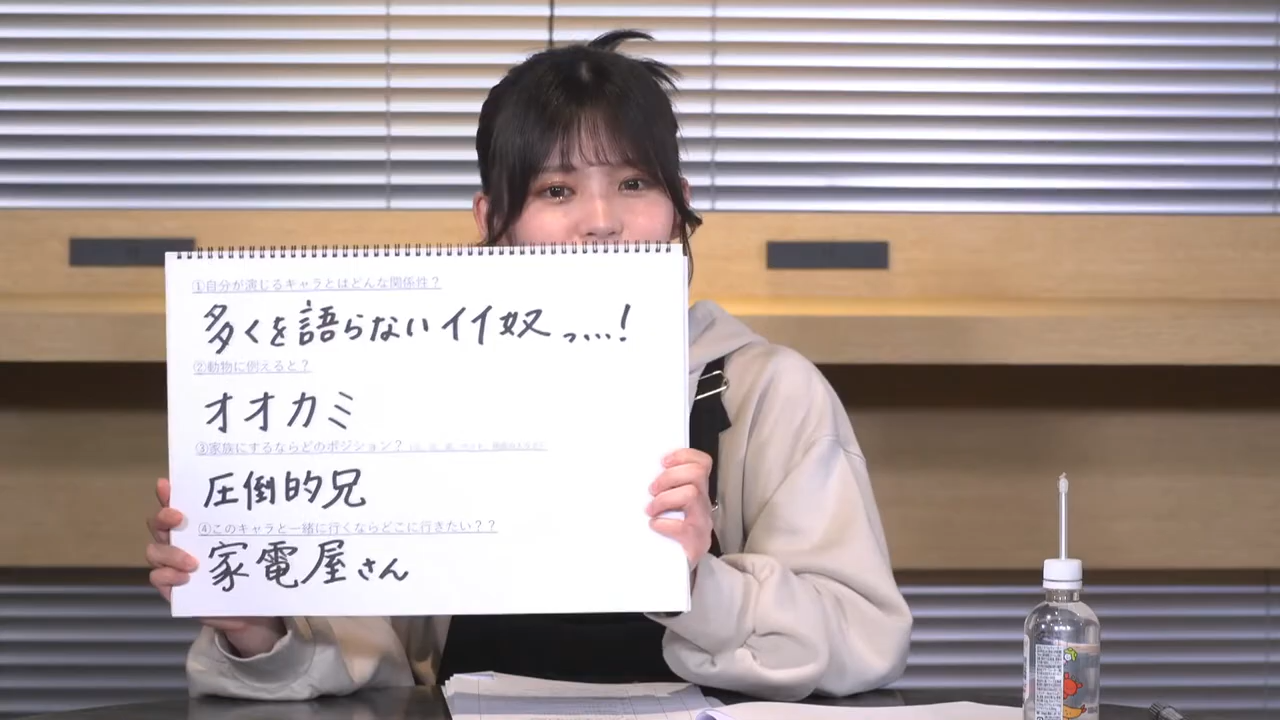 ①自分が演じるキャラとはどんな関係性？
多くを語らないイイ奴っ...!
②動物に例えると？
オオカミ
③家族にするならどのポジション？
圧倒的兄
④このキャラと一緒に行くならどこに行きたい？？
家電屋さん